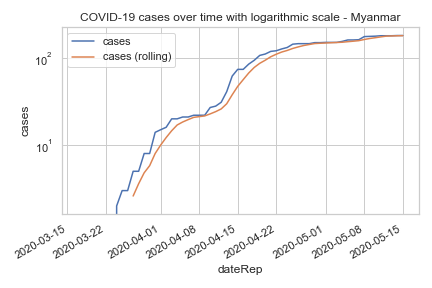 COVID-19 cases over time with logarithmic scale - Myanmar
cases
cases (rolling)
10²
10¹
cases
2020-03-15
2020-03-22
2020-04-01
2020-04-08
2020-04-15
2020-04-22
2020-05-01
2020-05-08
2020-05-15
dateRep